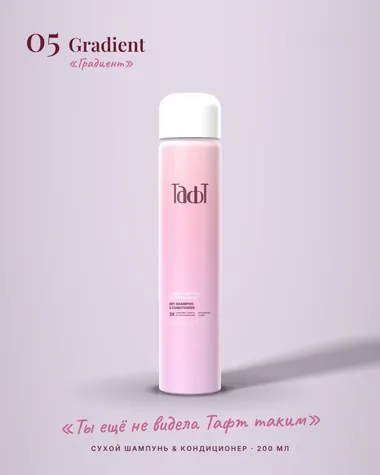 05 Gradient
«Градиент»
Тафт
DRY SHAMPOO
& CONDITIONER
«Ты ещё не видела Тафт таким»
СУХОЙ ШАМПУНЬ & КОНДИЦИОНЕР · 200 МЛ